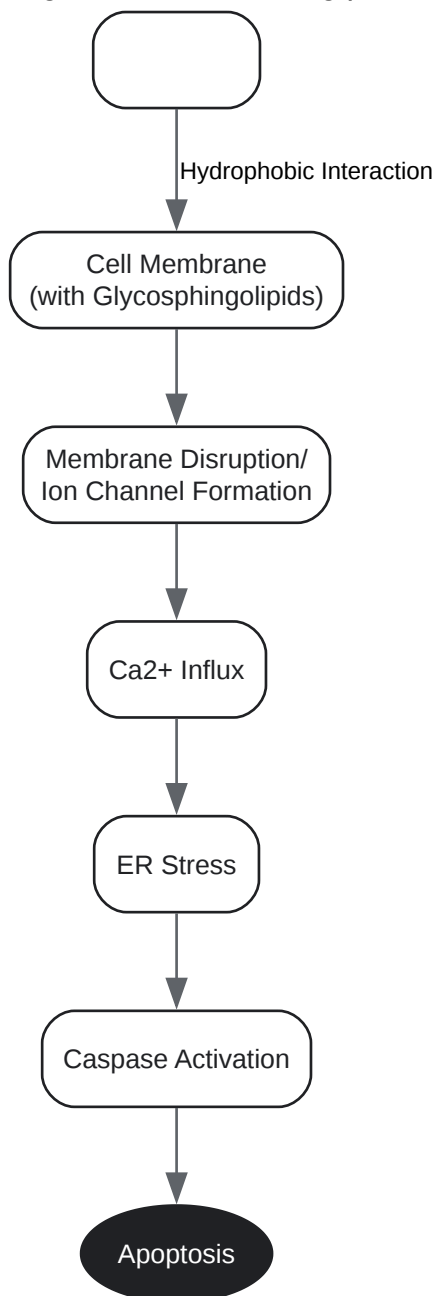 Hydrophobic Interaction
Cell Membrane
(with Glycosphingolipids)
Membrane Disruption/
Ion Channel Formation
Ca2+ Influx
ER Stress
Caspase Activation
Apoptosis